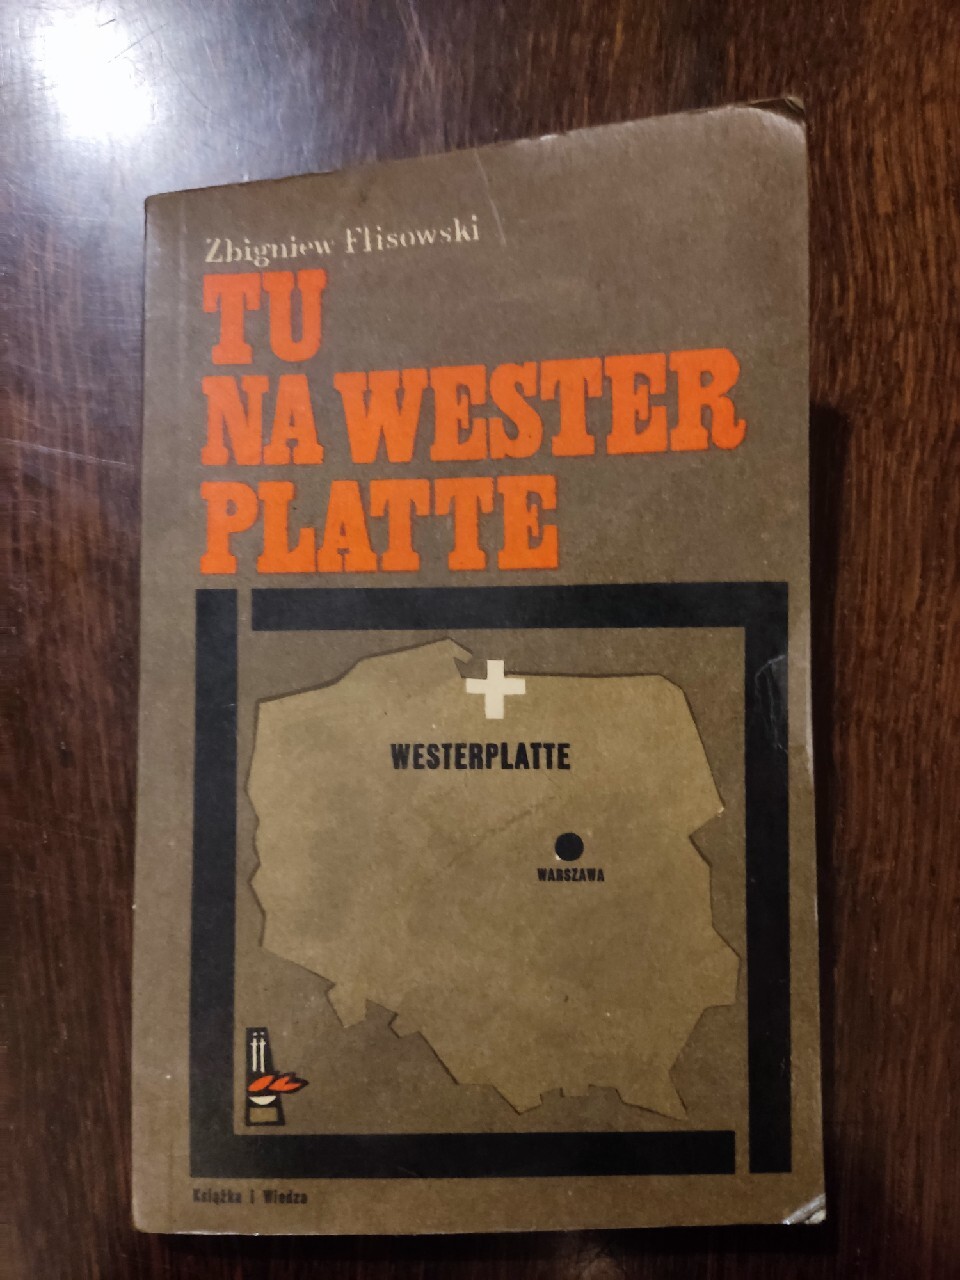 Zbigniew Flisowski
TU
NA WESTER
PLATTE
WESTERPLATTE
WARSZAWA
Książka i Wiedza